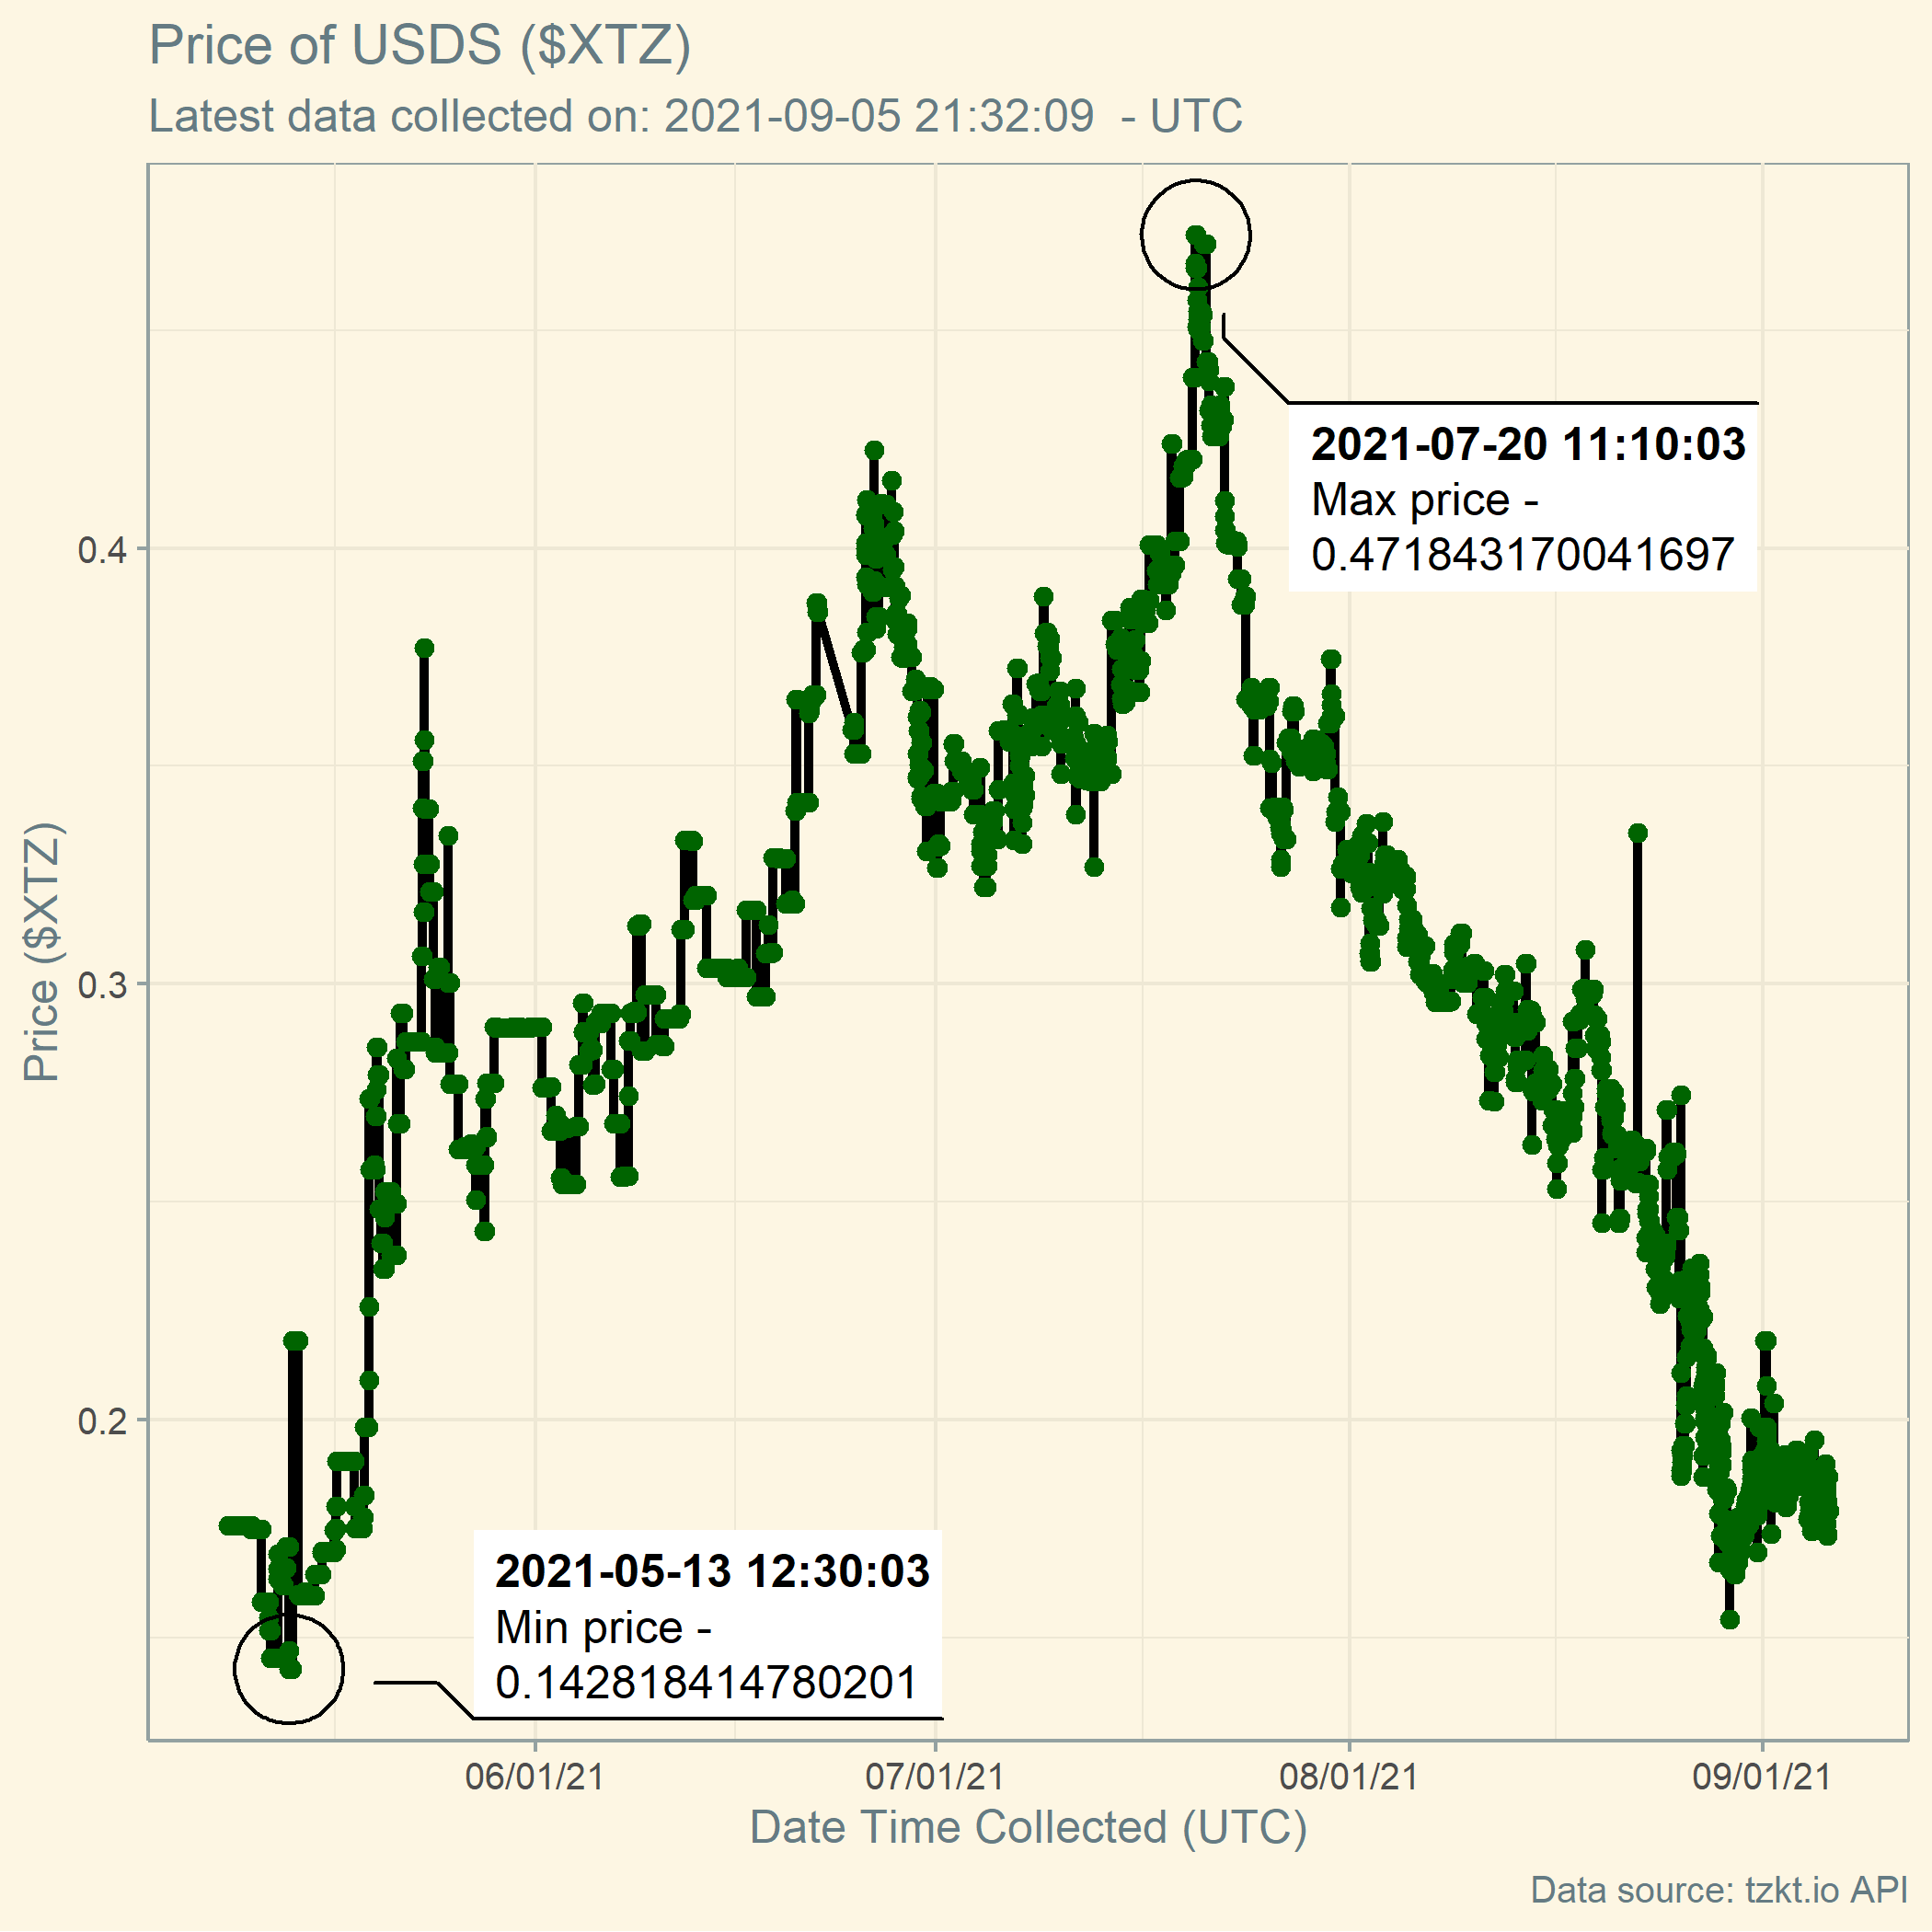 Price of USDS ($XTZ)
Latest data collected on: 2021-09-05 21:32:09  - UTC
2021-07-20 11:10:03
Max price -
0.471843170041697
0.4
0.3
0.2
Price ($XTZ)
2021-05-13 12:30:03
Min price -
0.142818414780201
06/01/21
07/01/21
08/01/21
09/01/21
Date Time Collected (UTC)
Data source: tzkt.io API